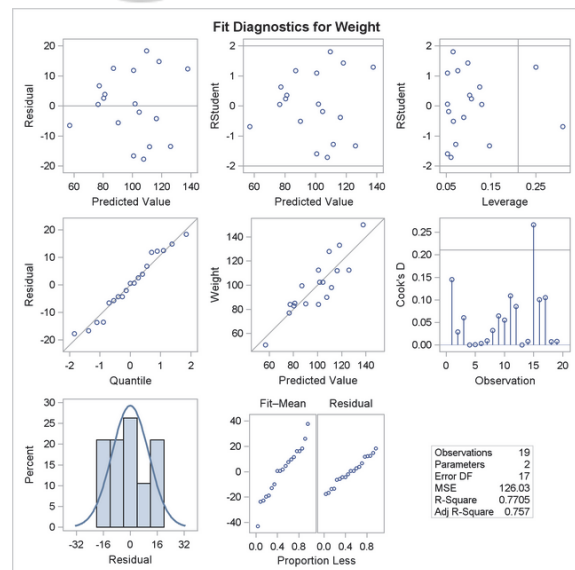 Fit Diagnostics for Weight
Residual
20
10
0
-10
-20
60 80 100 120 140
Predicted Value
RStudent
2
1
0
-1
-2
60 80 100 120 140
Predicted Value
RStudent
2
1
0
-1
-2
0.05 0.15 0.25
Leverage
Residual
20
10
0
-10
-20
-2 -1 0 1 2
Quantile
Weight
140
120
100
80
60
60 80 100 120 140
Predicted Value
Cook's D
0.25
0.20
0.15
0.10
0.05
0.00
0 5 10 15 20
Observation
Percent
30
25
20
15
10
5
0
-32 -16 0 16 32
Residual
Fit–Mean Residual
40
20
0
-20
-40
0.0 0.4 0.8 0.0 0.4 0.8
Proportion Less
Observations 19
Parameters 2
Error DF 17
MSE 126.03
R-Square 0.7705
Adj R-Square 0.757